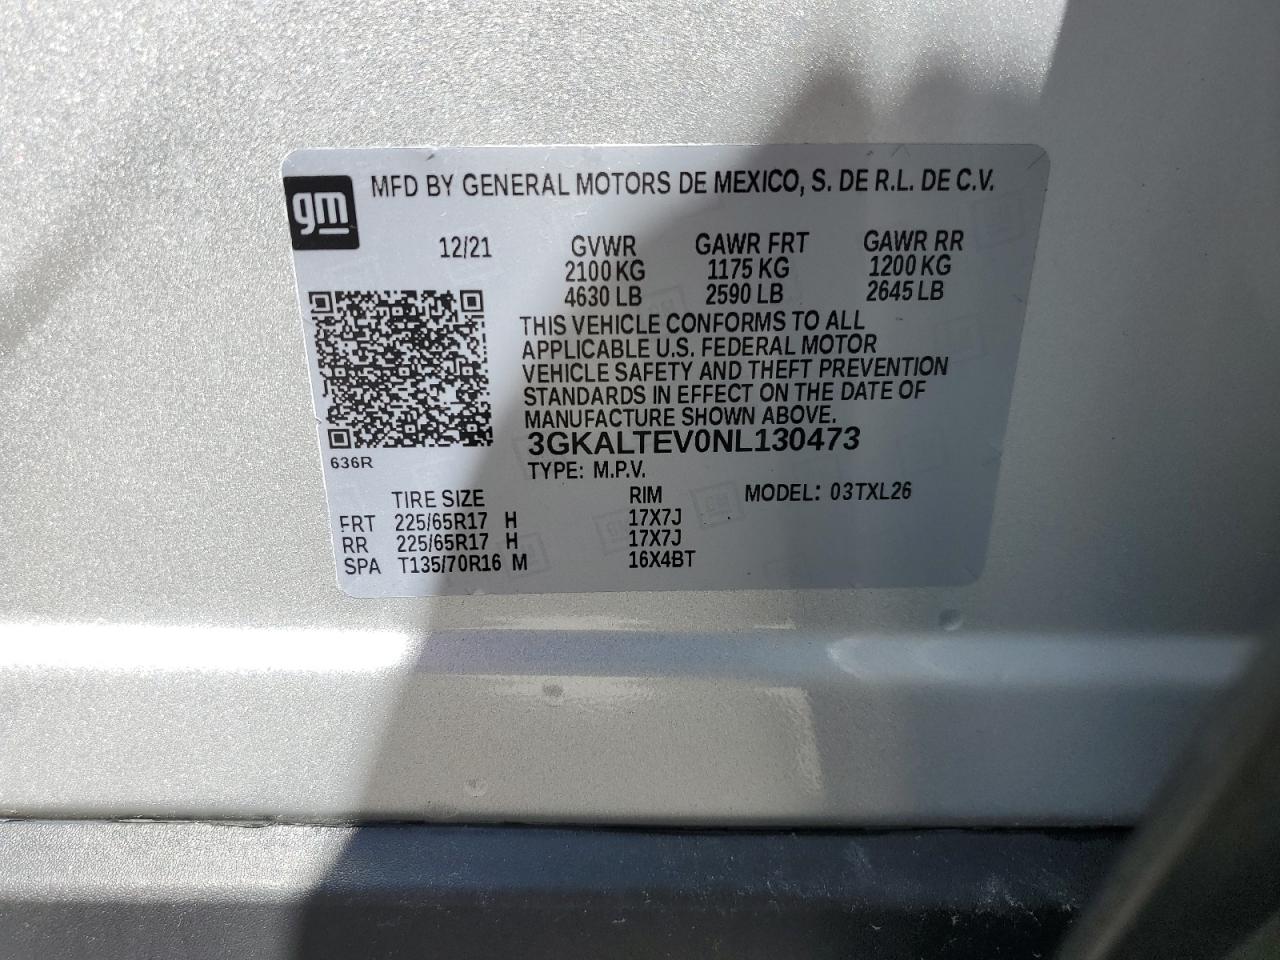 gm
MFD BY GENERAL MOTORS DE MEXICO, S. DE R.L. DE C.V.
12/21 GVWR GAWR FRT GAWR RR
2100 KG 1175 KG 1200 KG
4630 LB 2590 LB 2645 LB
THIS VEHICLE CONFORMS TO ALL
APPLICABLE U.S. FEDERAL MOTOR
VEHICLE SAFETY AND THEFT PREVENTION
STANDARDS IN EFFECT ON THE DATE OF
MANUFACTURE SHOWN ABOVE.
3GKALTEV0NL130473
636R
TYPE: M.P.V.
TIRE SIZE RIM MODEL: 03TXL26
FRT 225/65R17 H 17X7J
RR 225/65R17 H 17X7J
SPA T135/70R16 M 16X4BT